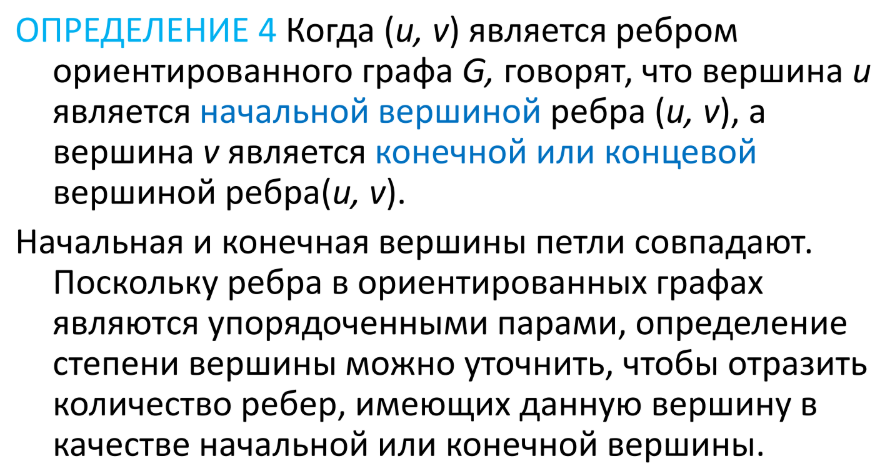 ОПРЕДЕЛЕНИЕ 4 Когда (u, v) является ребром
ориентированного графа G, говорят, что вершина u
является начальной вершиной ребра (u, v), а
вершина v является конечной или концевой
вершиной ребра(u, v).
Начальная и конечная вершины петли совпадают.
Поскольку ребра в ориентированных графах
являются упорядоченными парами, определение
степени вершины можно уточнить, чтобы отразить
количество ребер, имеющих данную вершину в
качестве начальной или конечной вершины.